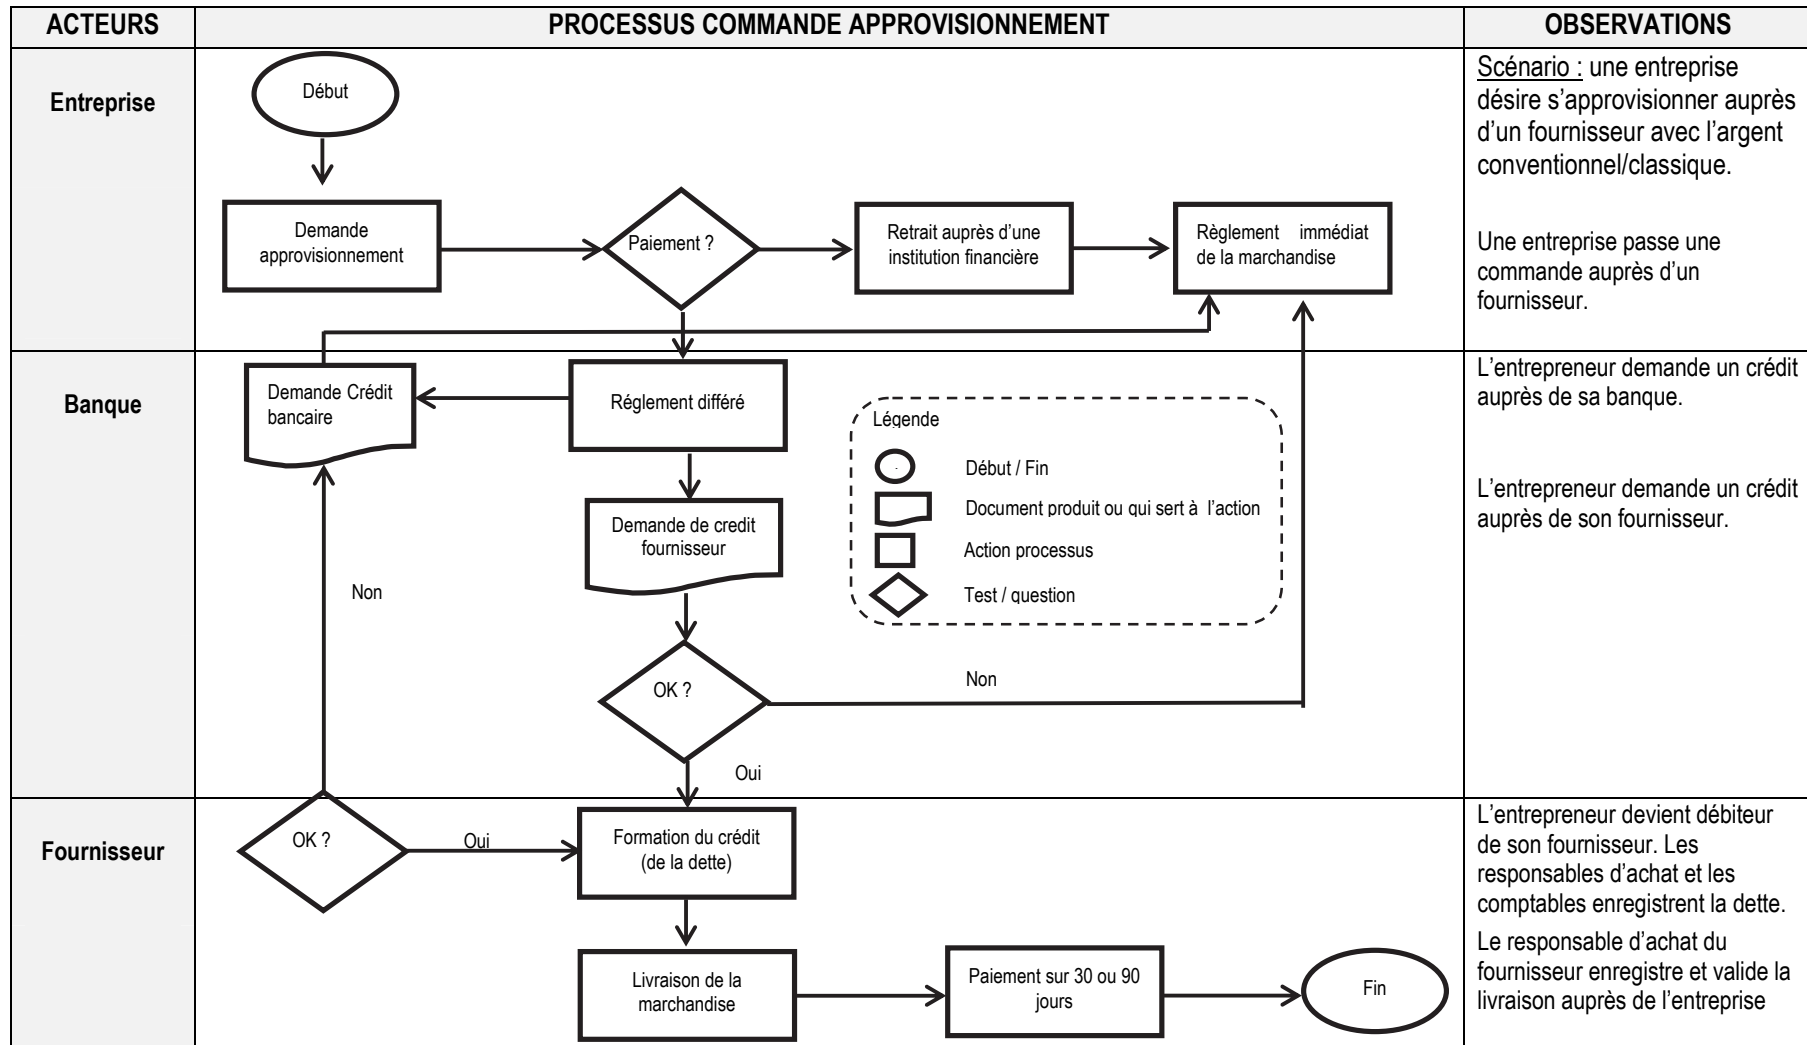 ACTEURS
PROCESSUS COMMANDE APPROVISIONNEMENT
OBSERVATIONS
Entreprise
Début
Demande
approvisionnement
Paiement ?
Retrait auprès d’une
institution financière
Règlement immédiat
de la marchandise
Scénario : une entreprise
désire s’approvisionner auprès
d’un fournisseur avec l’argent
conventionnel/classique.
Une entreprise passe une
commande auprès d’un
fournisseur.
Banque
Demande Crédit
bancaire
Réglement différé
Demande de credit
fournisseur
Légende
Début / Fin
Document produit ou qui sert à l’action
Action processus
Test / question
Non
OK ?
Non
Oui
L’entrepreneur demande un crédit
auprès de sa banque.
L’entrepreneur demande un crédit
auprès de son fournisseur.
Fournisseur
OK ?
Oui
Formation du crédit
(de la dette)
Livraison de la
marchandise
Paiement sur 30 ou 90
jours
Fin
L’entrepreneur devient débiteur
de son fournisseur. Les
responsables d’achat et les
comptables enregistrent la dette.
Le responsable d’achat du
fournisseur enregistre et valide la
livraison auprès de l’entreprise